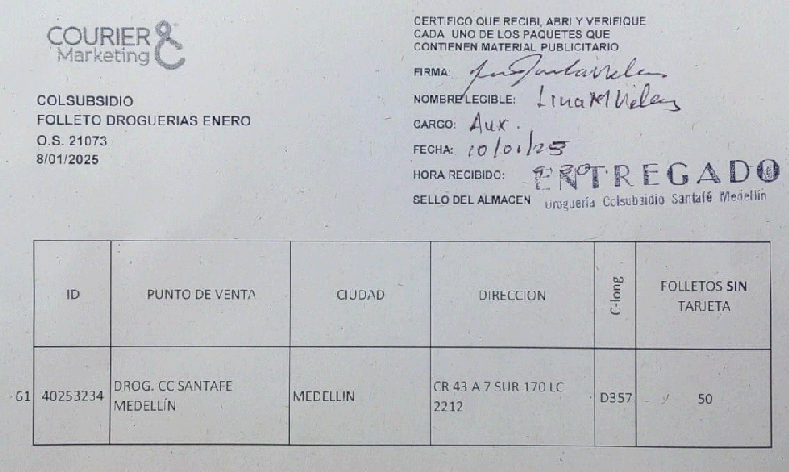 COURIER &
Marketing
COLSUBSIDIO
FOLLETO DROGUERIAS ENERO
O.S. 21073
8/01/2025
CERTIFICO QUE RECIBI, ABRI Y VERIFIQUE
CADA UNO DE LOS PAQUETES QUE
CONTIENEN MATERIAL PUBLICITARIO
FIRMA:
NOMBRE LEGIBLE: Lina M Velez
CARGO: Aux.
FECHA: 10/01/25
HORA RECIBIDO: ENTREGADO
SELLO DEL ALMACEN Droguería Colsubsidio Santafé Medellín
ID PUNTO DE VENTA CIUDAD DIRECCION C-long FOLLETOS SIN
TARJETA
61 40253234 DROG. CC SANTAFE
MEDELLÍN MEDELLIN CR 43 A 7 SUR 170 LC
2212 D357 50